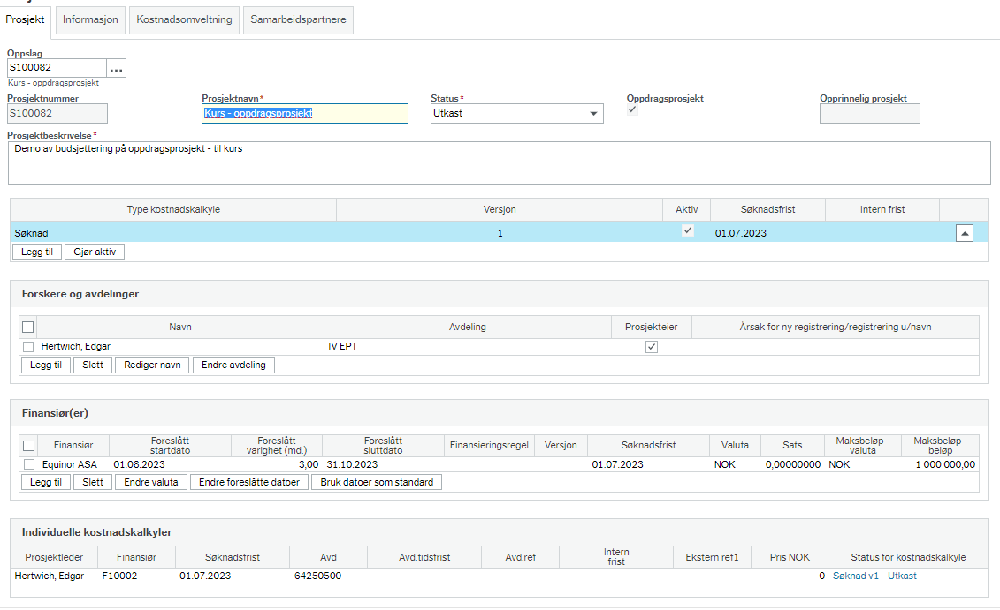 Prosjekt Informasjon Kostnadsomveltning Samarbeidspartnere
Oppslag
S100082 ...
Kurs - oppdragsprosjekt
Prosjektnummer Prosjektnavn* Status* Oppdragsprosjekt Opprinnelig prosjekt
S100082 Kurs - oppdragsprosjekt Utkast
Prosjektbeskrivelse*
Demo av budsjettering på oppdragsprosjekt - til kurs
Type kostnadskalkyle Versjon Aktiv Søknadsfrist Intern frist
Søknad 1 01.07.2023
Legg til Gjør aktiv
Forskere og avdelinger
Navn Avdeling Prosjekteier Årsak for ny registrering/registrering u/navn
Hertwich, Edgar IV EPT
Legg til Slett Rediger navn Endre avdeling
Finansiør(er)
Finansiør Foreslått startdato Foreslått varighet (md.) Foreslått sluttdato Finansieringsregel Versjon Søknadsfrist Valuta Sats Maksbeløp - valuta Maksbeløp - beløp
Equinor ASA 01.08.2023 3,00 31.10.2023 01.07.2023 NOK 0,00000000 NOK 1 000 000,00
Legg til Slett Endre valuta Endre foreslåtte datoer Bruk datoer som standard
Individuelle kostnadskalkyler
Prosjektleder Finansiør Søknadsfrist Avd Avd.tidsfrist Avd.ref Intern frist Ekstern ref1 Pris NOK Status for kostnadskalkyle
Hertwich, Edgar F10002 01.07.2023 64250500 0 Søknad v1 - Utkast